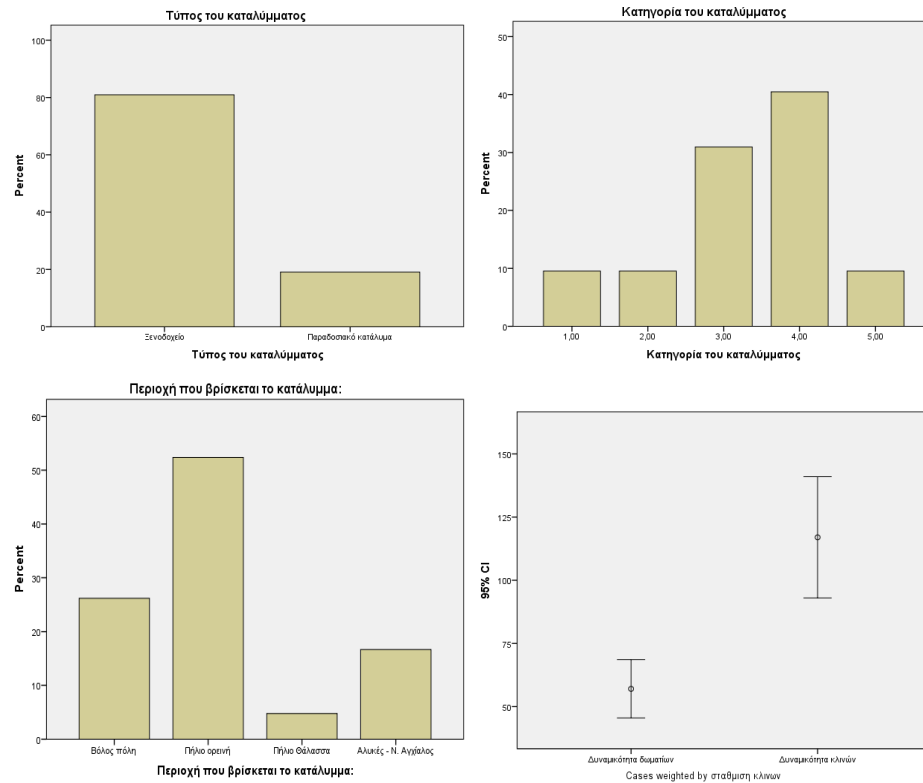 Τύπος του καταλύμματος
100
80
60
40
20
0
Percent
Ξενοδοχείο
Παραδοσιακό κατάλυμα
Τύπος του καταλύμματος
Κατηγορία του καταλύμματος
50
40
30
20
10
0
Percent
1,00
2,00
3,00
4,00
5,00
Κατηγορία του καταλύμματος
Περιοχή που βρίσκεται το κατάλυμμα:
60
50
40
30
20
10
0
Percent
Βόλος πόλη
Πήλιο ορεινή
Πήλιο Θάλασσα
Αλυκές - Ν. Αγχίαλος
Περιοχή που βρίσκεται το κατάλυμμα:
150
125
100
75
50
95% CI
Δυναμικότητα δωματίων
Δυναμικότητα κλινών
Cases weighted by σταθμιση κλινων